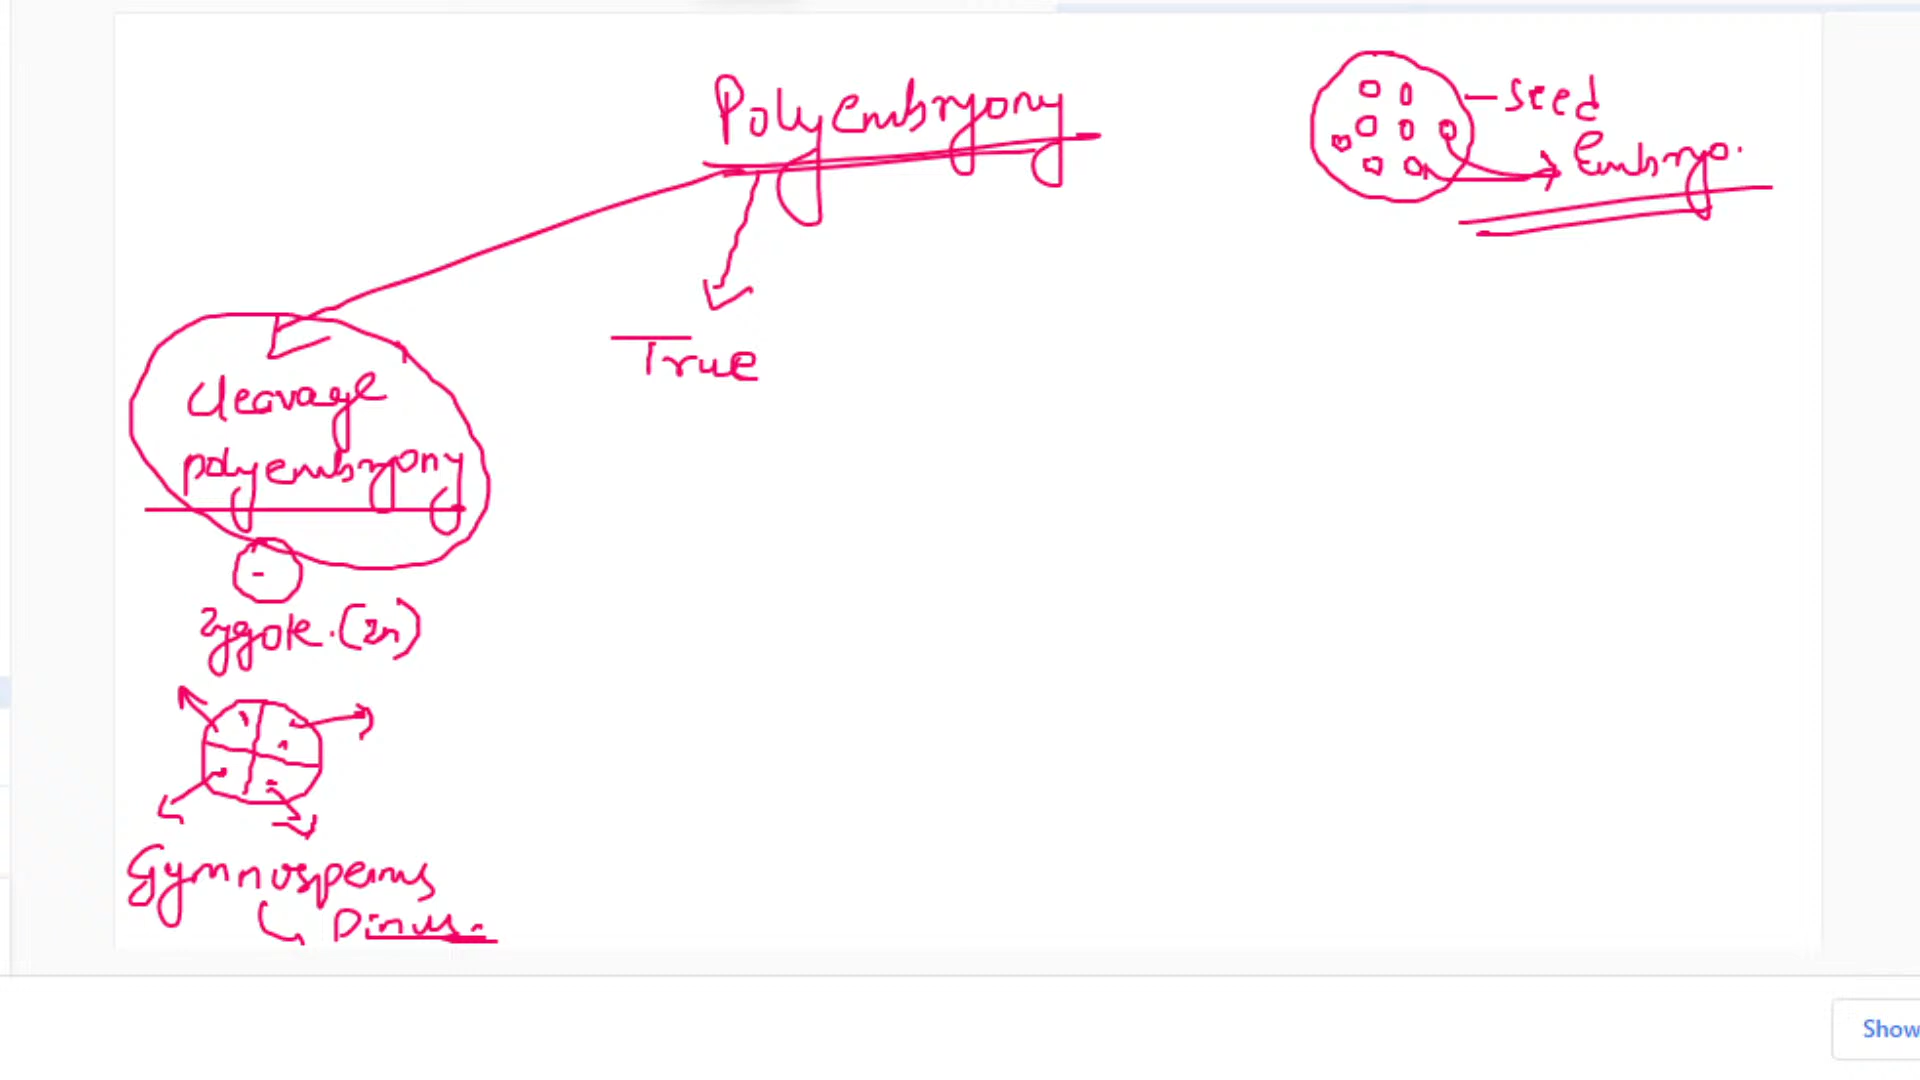 Polyembryony
seed
Embryo.
True
cleavage
polyembryony
Zygote. (2n)
Gymnosperms
Pinus.
Show